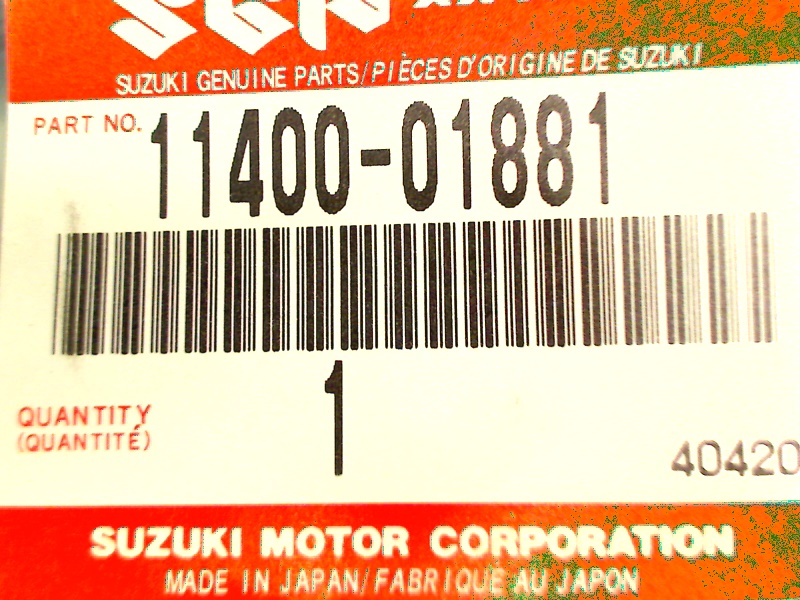 SUZUKI GENUINE PARTS/PIÈCES D'ORIGINE DE SUZUKI
PART NO. 11400-01881
1
QUANTITY
(QUANTITÉ)
40420
SUZUKI MOTOR CORPORATION
MADE IN JAPAN/FABRIQUÉ AU JAPON